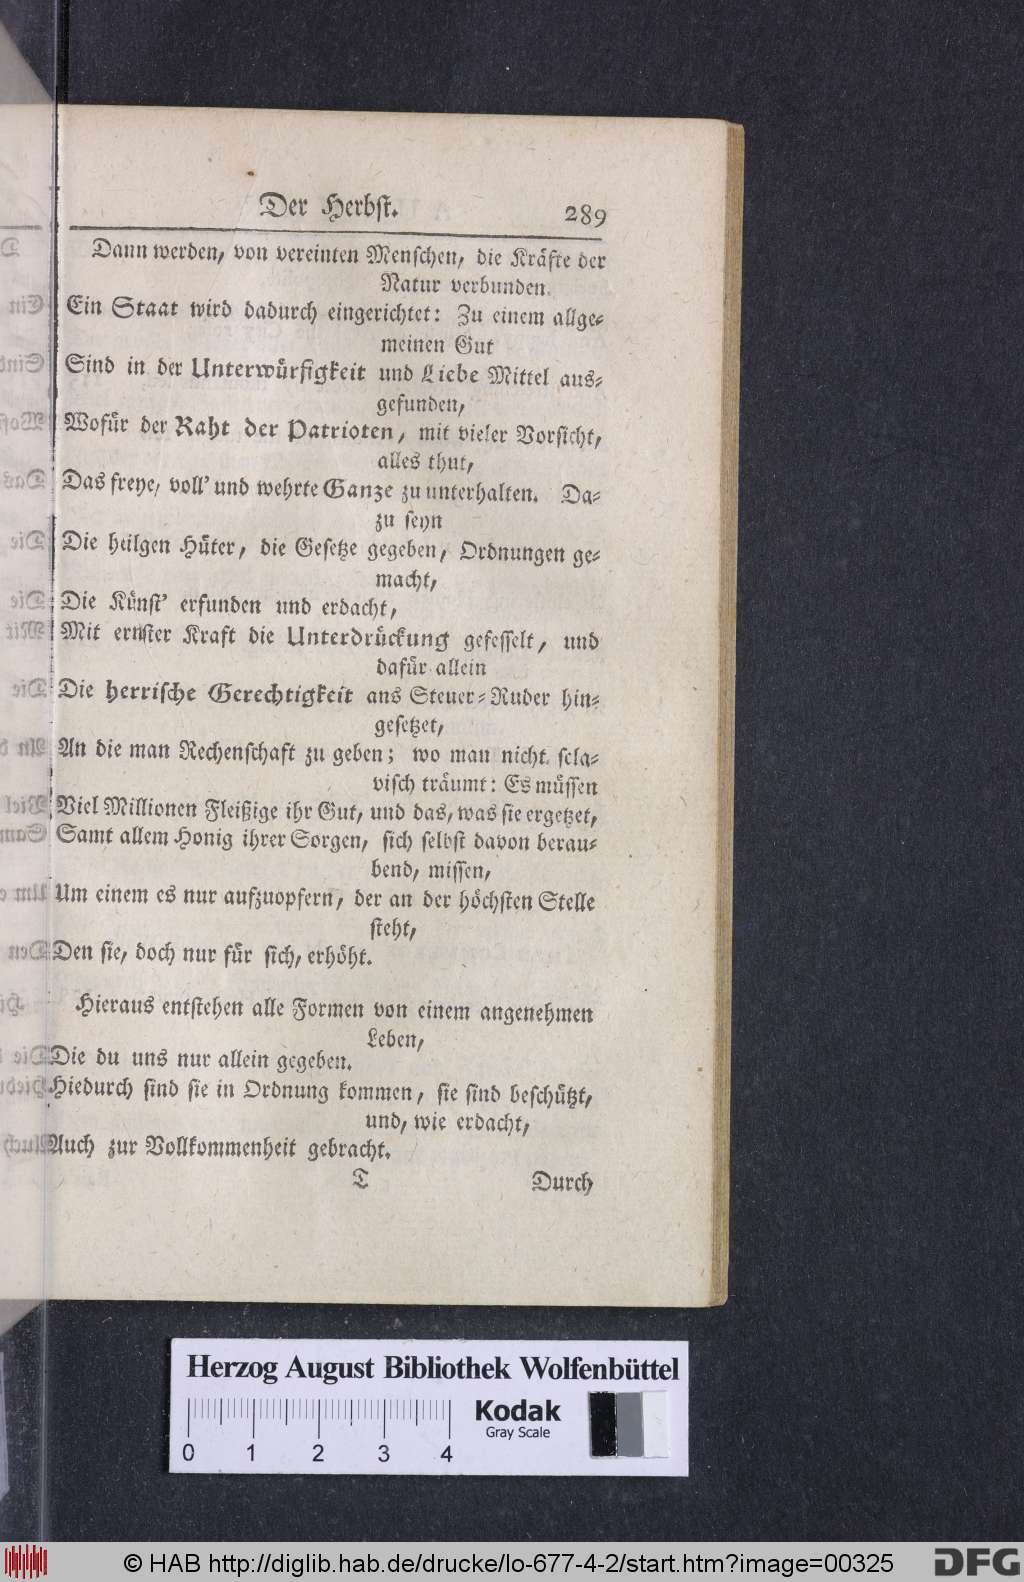 Der Herbst. 289
Dann werden, von vereinten Menschen, die Kräfte der
Natur verbunden.
Ein Staat wird dadurch eingerichtet: Zu einem allge-
meinen Gut
Sind in der Unterwürfigkeit und Liebe Mittel aus-
gefunden,
Wofür der Raht der Patrioten, mit vieler Vorsicht,
alles thut,
Das freye, voll' und wehrte Ganze zu unterhalten. Da-
zu seyn
Die heilgen Hüter, die Gesetze gegeben, Ordnungen ge-
macht,
Die Künst' erfunden und erdacht,
Mit ernster Kraft die Unterdrückung gefesselt, und
dafür allein
Die herrische Gerechtigkeit ans Steuer-Ruder hin-
gesetzet,
An die man Rechenschaft zu geben; wo man nicht scla-
visch träumt: Es müssen
Viel Millionen Fleißige ihr Gut, und das, was sie ergetzet,
Samt allem Honig ihrer Sorgen, sich selbst davon berau-
bend, missen,
Um einem es nur aufzuopfern, der an der höchsten Stelle
steht,
Den sie, doch nur für sich, erhöht.
Hieraus entstehen alle Formen von einem angenehmen
Leben,
Die du uns nur allein gegeben.
Hiedurch sind sie in Ordnung kommen, sie sind beschützt,
und, wie erdacht,
Auch zur Vollkommenheit gebracht.
T Durch
Herzog August Bibliothek Wolfenbüttel
Kodak
Gray Scale
0 1 2 3 4
© HAB http://diglib.hab.de/drucke/lo-677-4-2/start.htm?image=00325
DFG